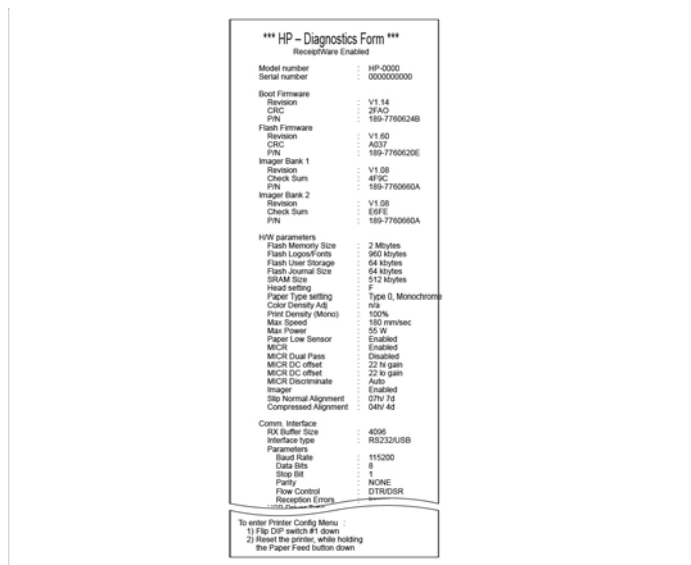 *** HP – Diagnostics Form ***
ReceiptWare Enabled
Model number : HP-0000
Serial number : 0000000000
Boot Firmware
Revision : V1.14
CRC : 2FAO
P/N : 189-7760624B
Flash Firmware
Revision : V1.60
CRC : A037
P/N : 189-7760620E
Imager Bank 1
Revision : V1.08
Check Sum : 4F9C
P/N : 189-7760660A
Imager Bank 2
Revision : V1.08
Check Sum : E6FE
P/N : 189-7760660A
H/W parameters
Flash Memoriy Size : 2 Mbytes
Flash Logos/Fonts : 960 kbytes
Flash User Storage : 64 kbytes
Flash Journal Size : 64 kbytes
SRAM Size : 512 kbytes
Head setting : F
Paper Type setting : Type 0, Monochrome
Color Density Adj : n/a
Print Density (Mono) : 100%
Max Speed : 180 mm/sec
Max Power : 55 W
Paper Low Sensor : Enabled
MICR : Enabled
MICR Dual Pass : Disabled
MICR DC offset : 22 hi gain
MICR DC offset : 22 lo gain
MICR Discriminate : Auto
Imager : Enabled
Slip Normal Alignment : 07h/ 7d
Compressed Alignment : 04h/ 4d
Comm. Interface
RX Buffer Size : 4096
Interface type : RS232/USB
Parameters
Baud Rate : 115200
Data Bits : 8
Stop Bit : 1
Parity : NONE
Flow Control : DTR/DSR
Reception Errors :
To enter Printer Config Menu :
1) Flip DIP switch #1 down
2) Reset the printer, while holding
the Paper Feed button down